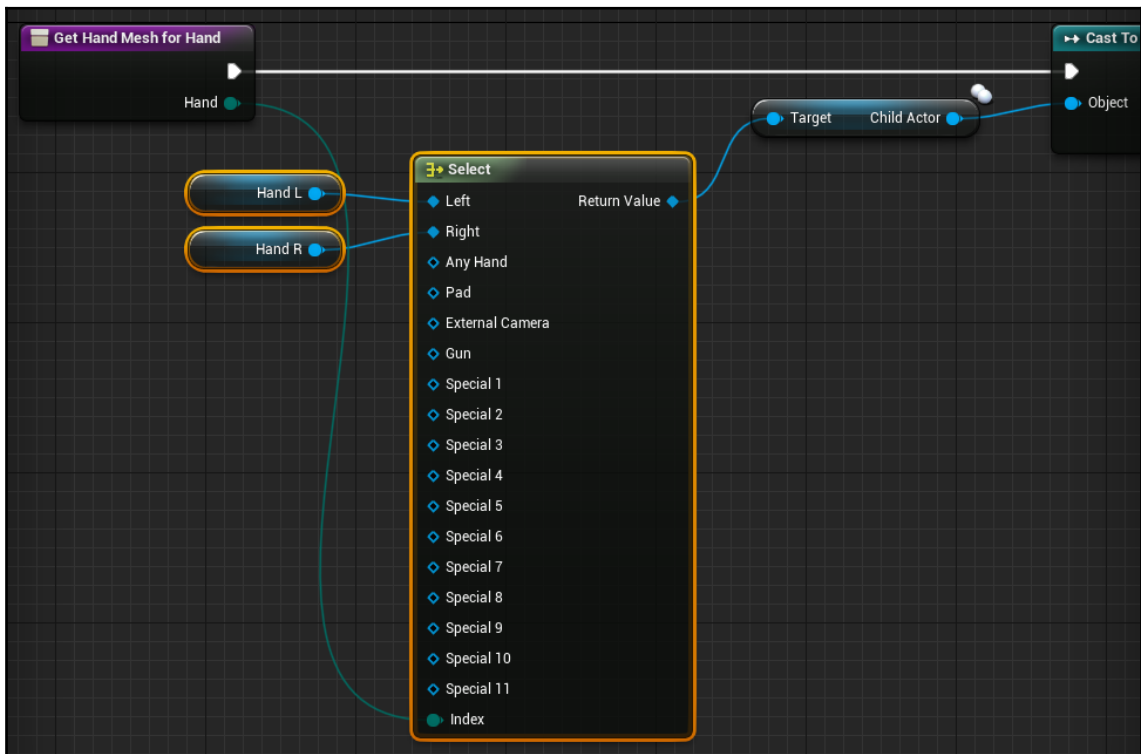 Get Hand Mesh for Hand
Hand
Cast To
Object
Target Child Actor
Hand L
Hand R
Select
Left Return Value
Right
Any Hand
Pad
External Camera
Gun
Special 1
Special 2
Special 3
Special 4
Special 5
Special 6
Special 7
Special 8
Special 9
Special 10
Special 11
Index